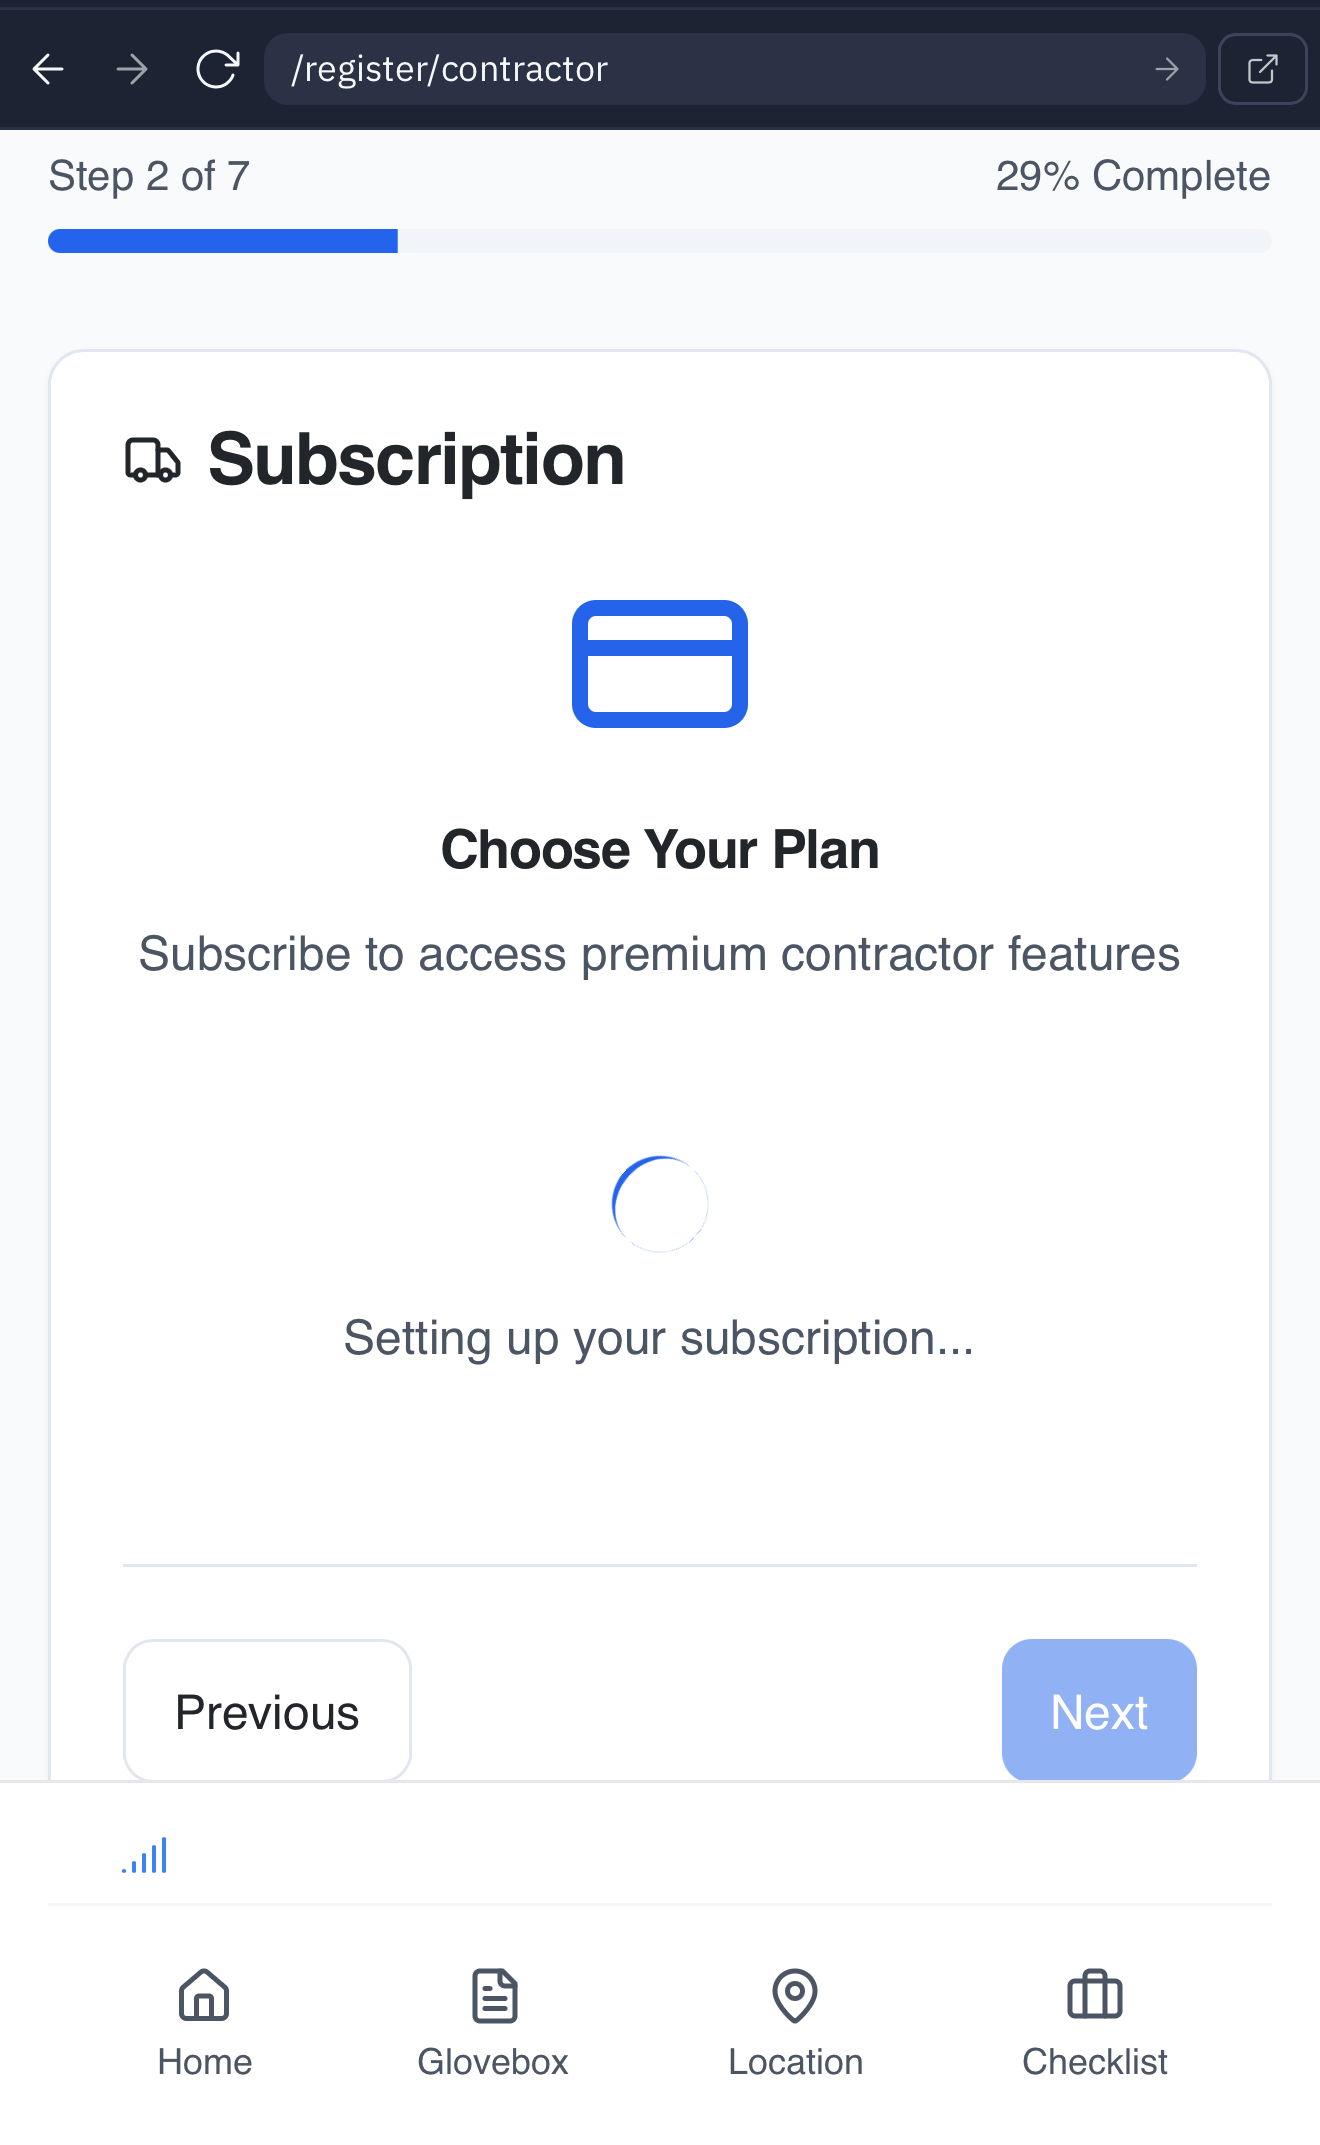 /register/contractor
Step 2 of 7
29% Complete
Subscription
Choose Your Plan
Subscribe to access premium contractor features
Setting up your subscription...
Previous
Next
Home
Glovebox
Location
Checklist